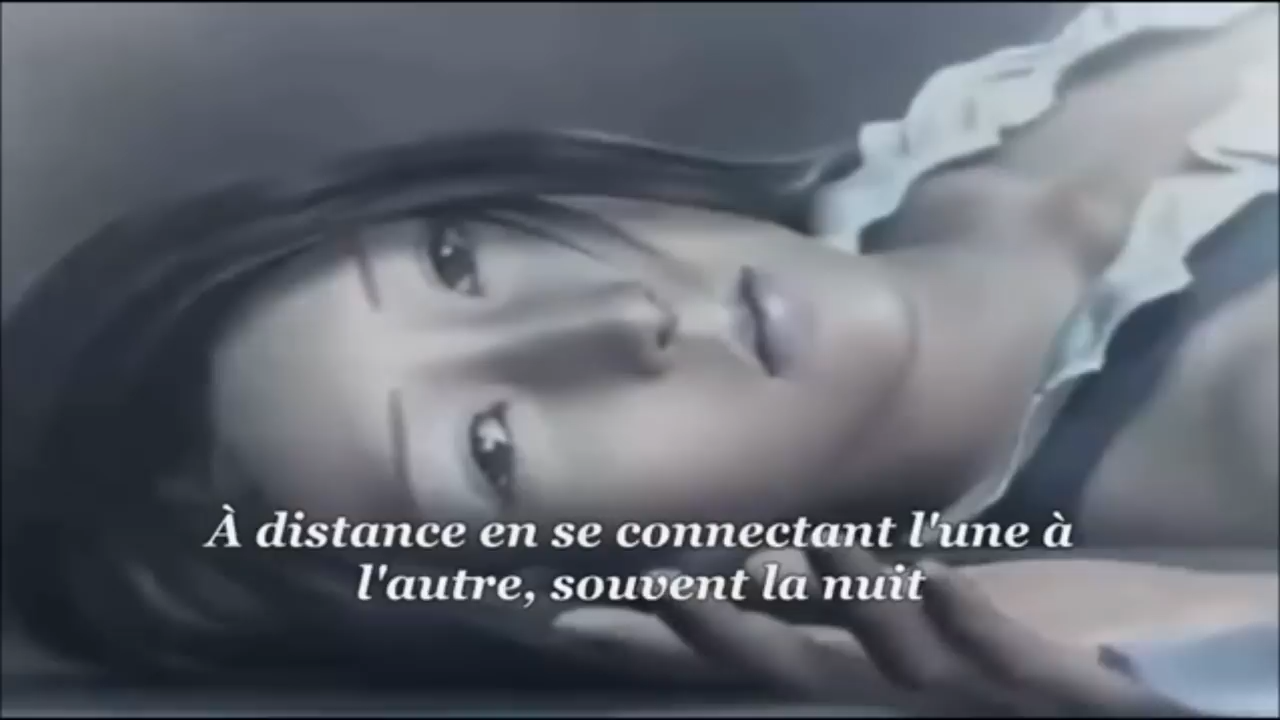 À distance en se connectant l'une à
l'autre, souvent la nuit